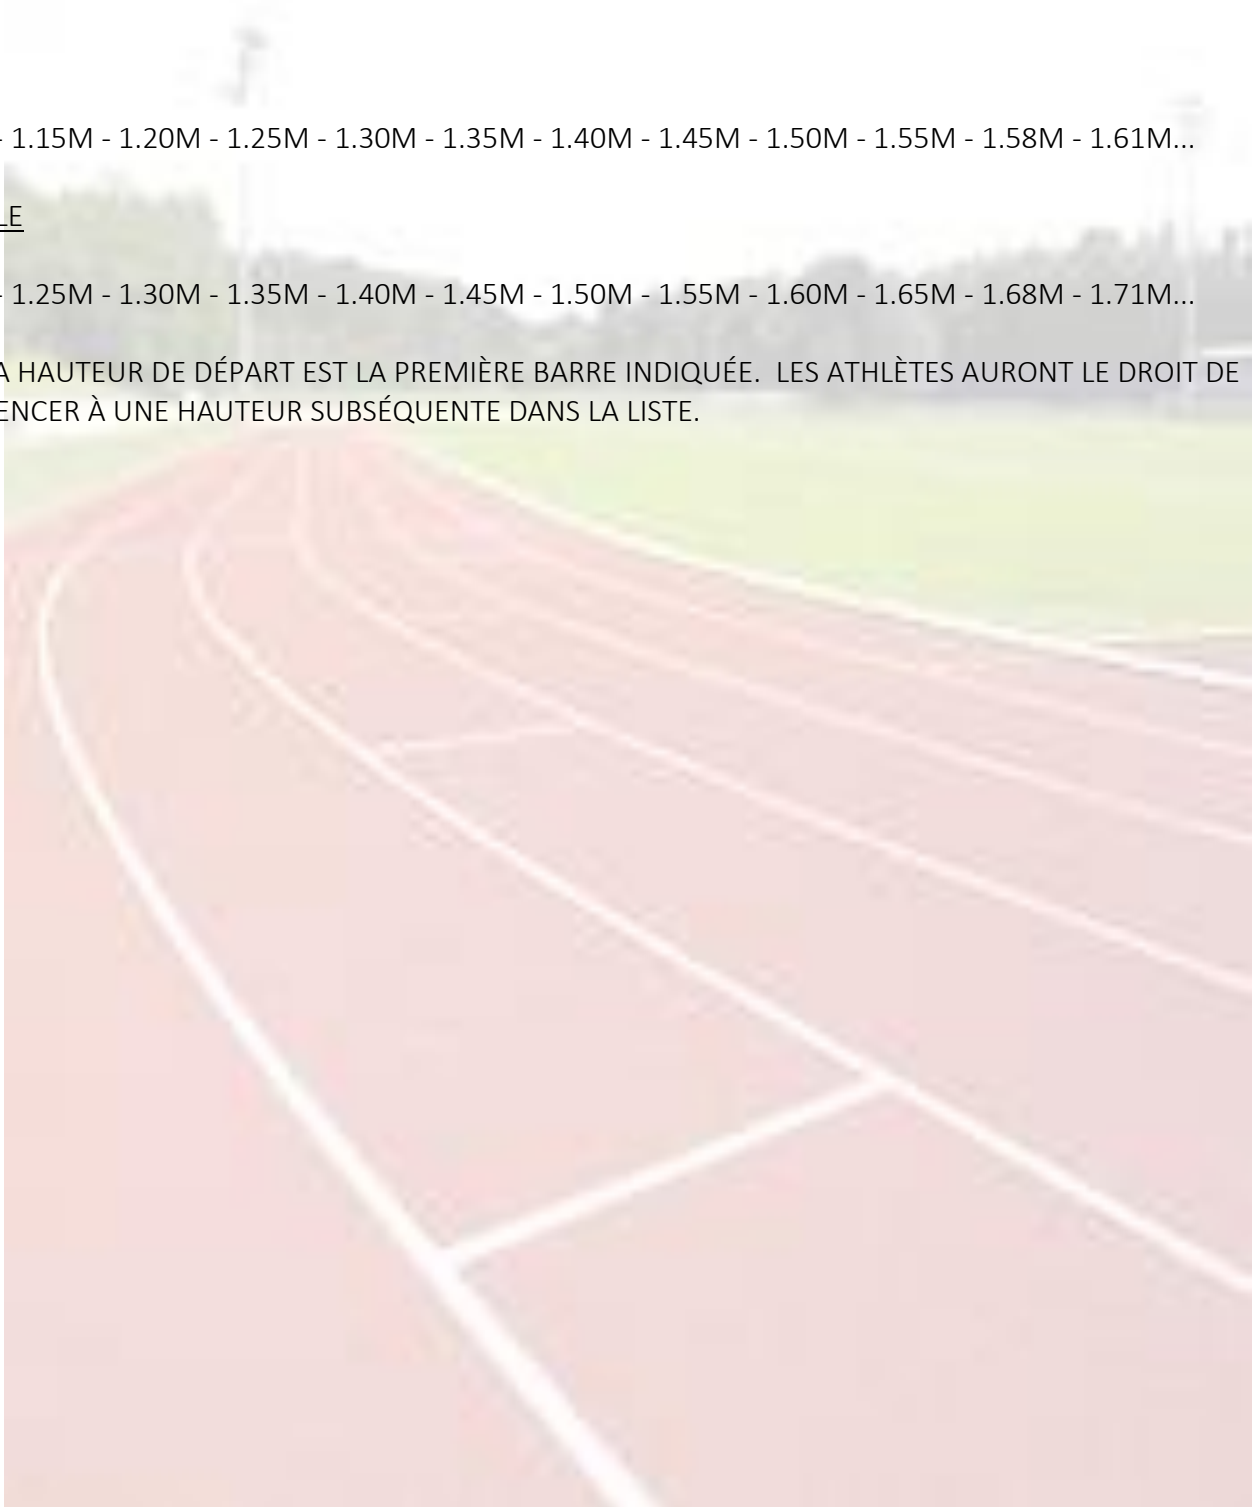 - 1.15M - 1.20M - 1.25M - 1.30M - 1.35M - 1.40M - 1.45M - 1.50M - 1.55M - 1.58M - 1.61M...
LE
- 1.25M - 1.30M - 1.35M - 1.40M - 1.45M - 1.50M - 1.55M - 1.60M - 1.65M - 1.68M - 1.71M...
A HAUTEUR DE DÉPART EST LA PREMIÈRE BARRE INDIQUÉE. LES ATHLÈTES AURONT LE DROIT DE
ENCER À UNE HAUTEUR SUBSÉQUENTE DANS LA LISTE.